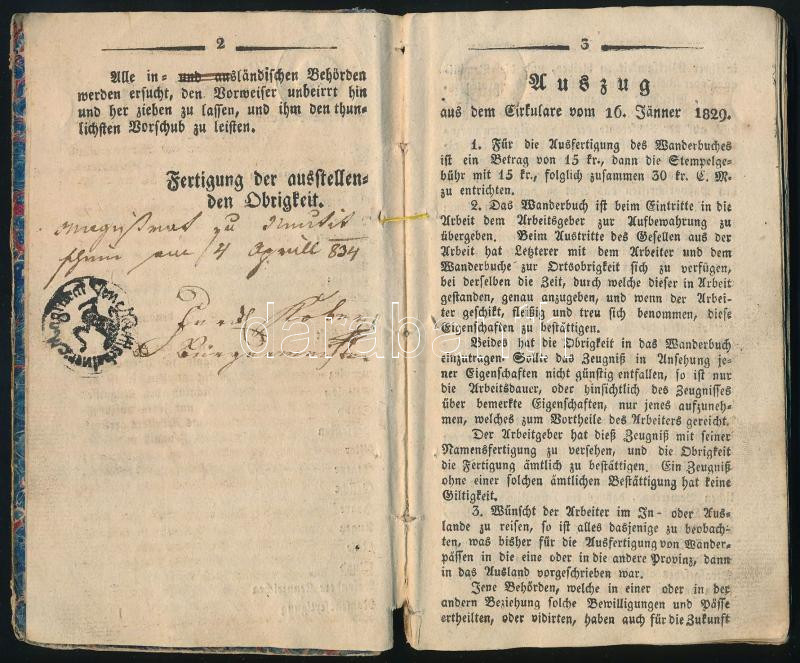 2
Alle in- und ausländischen Behörden
werden ersucht, den Vorweiser unbeirrt hin
und her ziehen zu lassen, und ihm den thun-
lichsten Vorschub zu leisten.
Fertigung der ausstellen-
den Obrigkeit.
Magistrat zu
am 4 Aprill 834
Bürgermeister
3
Auszug
aus dem Cirkulare vom 16. Jänner 1829.
1. Für die Ausfertigung des Wanderbuches
ist ein Betrag von 15 kr., dann die Stempelge-
bühr mit 15 kr., folglich zusammen 30 kr. C. M.
zu entrichten.
2. Das Wanderbuch ist beim Eintritte in die
Arbeit dem Arbeitsgeber zur Aufbewahrung zu
übergeben. Beim Austritte des Gesellen aus der
Arbeit hat Letzterer mit dem Arbeiter und dem
Wanderbuche zur Ortsobrigkeit sich zu verfügen,
bei derselben die Zeit, durch welche dieser in Arbeit
gestanden, genau anzugeben, und wenn der Arbei-
ter geschikt, fleißig und treu sich benommen, diese
Eigenschaften zu bestättigen.
Beides hat die Obrigkeit in das Wanderbuch
einzutragen. Sollte das Zeugniß in Ansehung je-
ner Eigenschaften nicht günstig entfallen, so ist nur
die Arbeitsdauer, oder hinsichtlich des Zeugnisses
über bemerkte Eigenschaften, nur jenes aufzuneh-
men, welches zum Vortheile des Arbeiters gereicht.
Der Arbeitgeber hat dieß Zeugniß mit seiner
Namensfertigung zu versehen, und die Obrigkeit
die Fertigung ämtlich zu bestättigen. Ein Zeugniß
ohne einer solchen ämtlichen Bestättigung hat keine
Giltigkeit.
3. Wünscht der Arbeiter im In- oder Aus-
lande zu reisen, so ist alles dasjenige zu beobach-
ten, was bisher für die Ausfertigung von Wander-
pässen in die eine oder in die andere Provinz, dann
in das Ausland vorgeschrieben war.
Jene Behörden, welche in einer oder in der
andern Beziehung solche Bewilligungen und Pässe
ertheilten, oder vidirten, haben auch für die Zukunft
darabanth